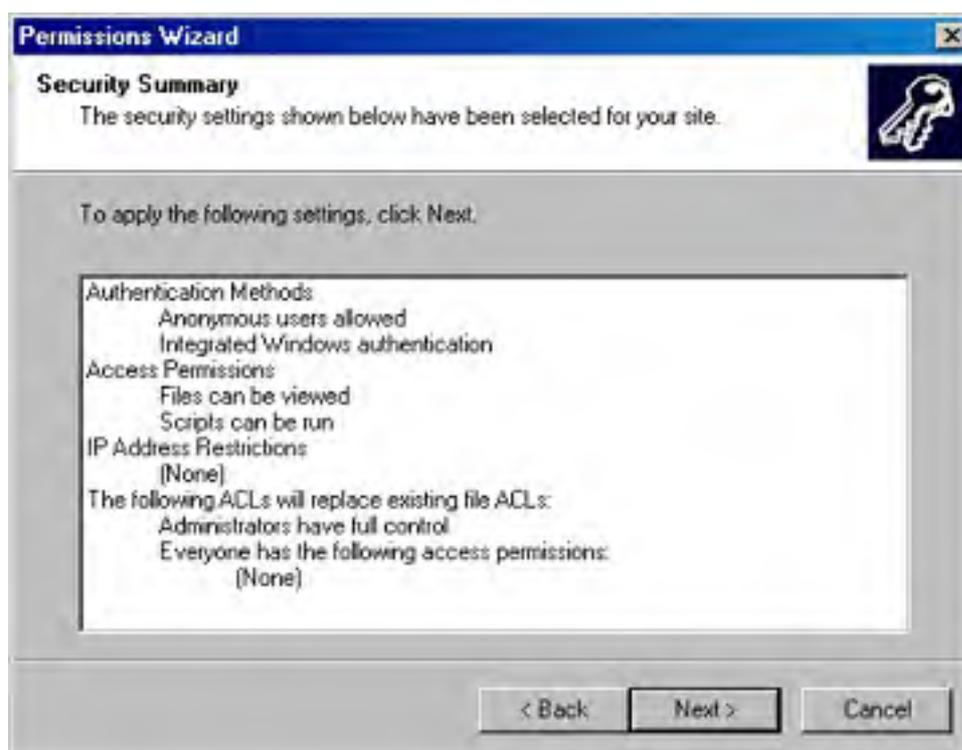 Permissions Wizard
Security Summary
The security settings shown below have been selected for your site.
To apply the following settings, click Next.
Authentication Methods
Anonymous users allowed
Integrated Windows authentication
Access Permissions
Files can be viewed
Scripts can be run
IP Address Restrictions
(None)
The following ACLs will replace existing file ACLs:
Administrators have full control
Everyone has the following access permissions:
(None)
< Back Next > Cancel